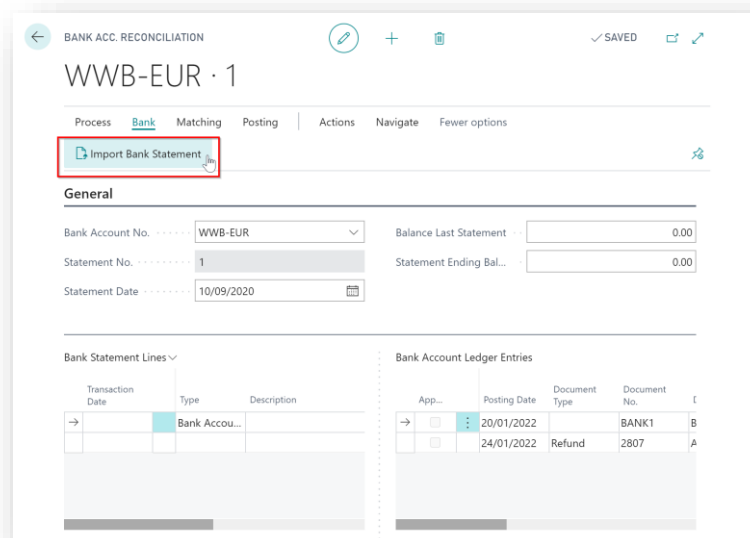 BANK ACC. RECONCILIATION
SAVED
WWB-EUR · 1
Process Bank Matching Posting Actions Navigate Fewer options
Import Bank Statement
General
Bank Account No. WWB-EUR Balance Last Statement 0.00
Statement No. 1 Statement Ending Bal... 0.00
Statement Date 10/09/2020
Bank Statement Lines Bank Account Ledger Entries
Transaction Date Type Description App... Posting Date Document Type Document No.
Bank Accou... 20/01/2022 BANK1 B
24/01/2022 Refund 2807 A